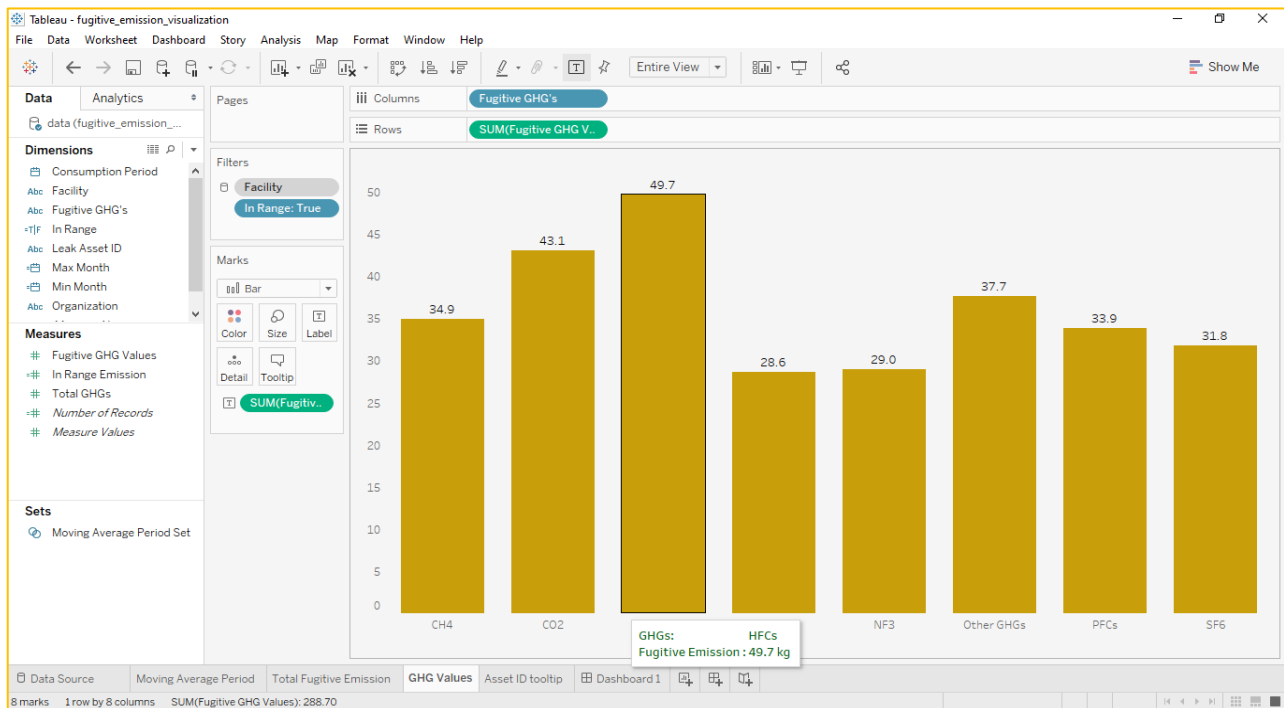 Tableau - fugitive_emission_visualization
File Data Worksheet Dashboard Story Analysis Map Format Window Help
Entire View
Show Me
Data Analytics
data (fugitive_emission_...
Dimensions
Consumption Period
Abc Facility
Abc Fugitive GHG's
=T|F In Range
Abc Leak Asset ID
Max Month
Min Month
Abc Organization
Measures
# Fugitive GHG Values
=# In Range Emission
# Total GHGs
=# Number of Records
# Measure Values
Sets
Moving Average Period Set
Pages
Filters
Facility
In Range: True
Marks
Bar
Color Size Label
Detail Tooltip
SUM(Fugitiv..
Columns Fugitive GHG's
Rows SUM(Fugitive GHG V..
50
45
40
35
30
25
20
15
10
5
0
34.9
43.1
49.7
28.6
29.0
37.7
33.9
31.8
CH4 CO2 NF3 Other GHGs PFCs SF6
GHGs: HFCs
Fugitive Emission : 49.7 kg
Data Source Moving Average Period Total Fugitive Emission GHG Values Asset ID tooltip Dashboard 1
8 marks 1 row by 8 columns SUM(Fugitive GHG Values): 288.70